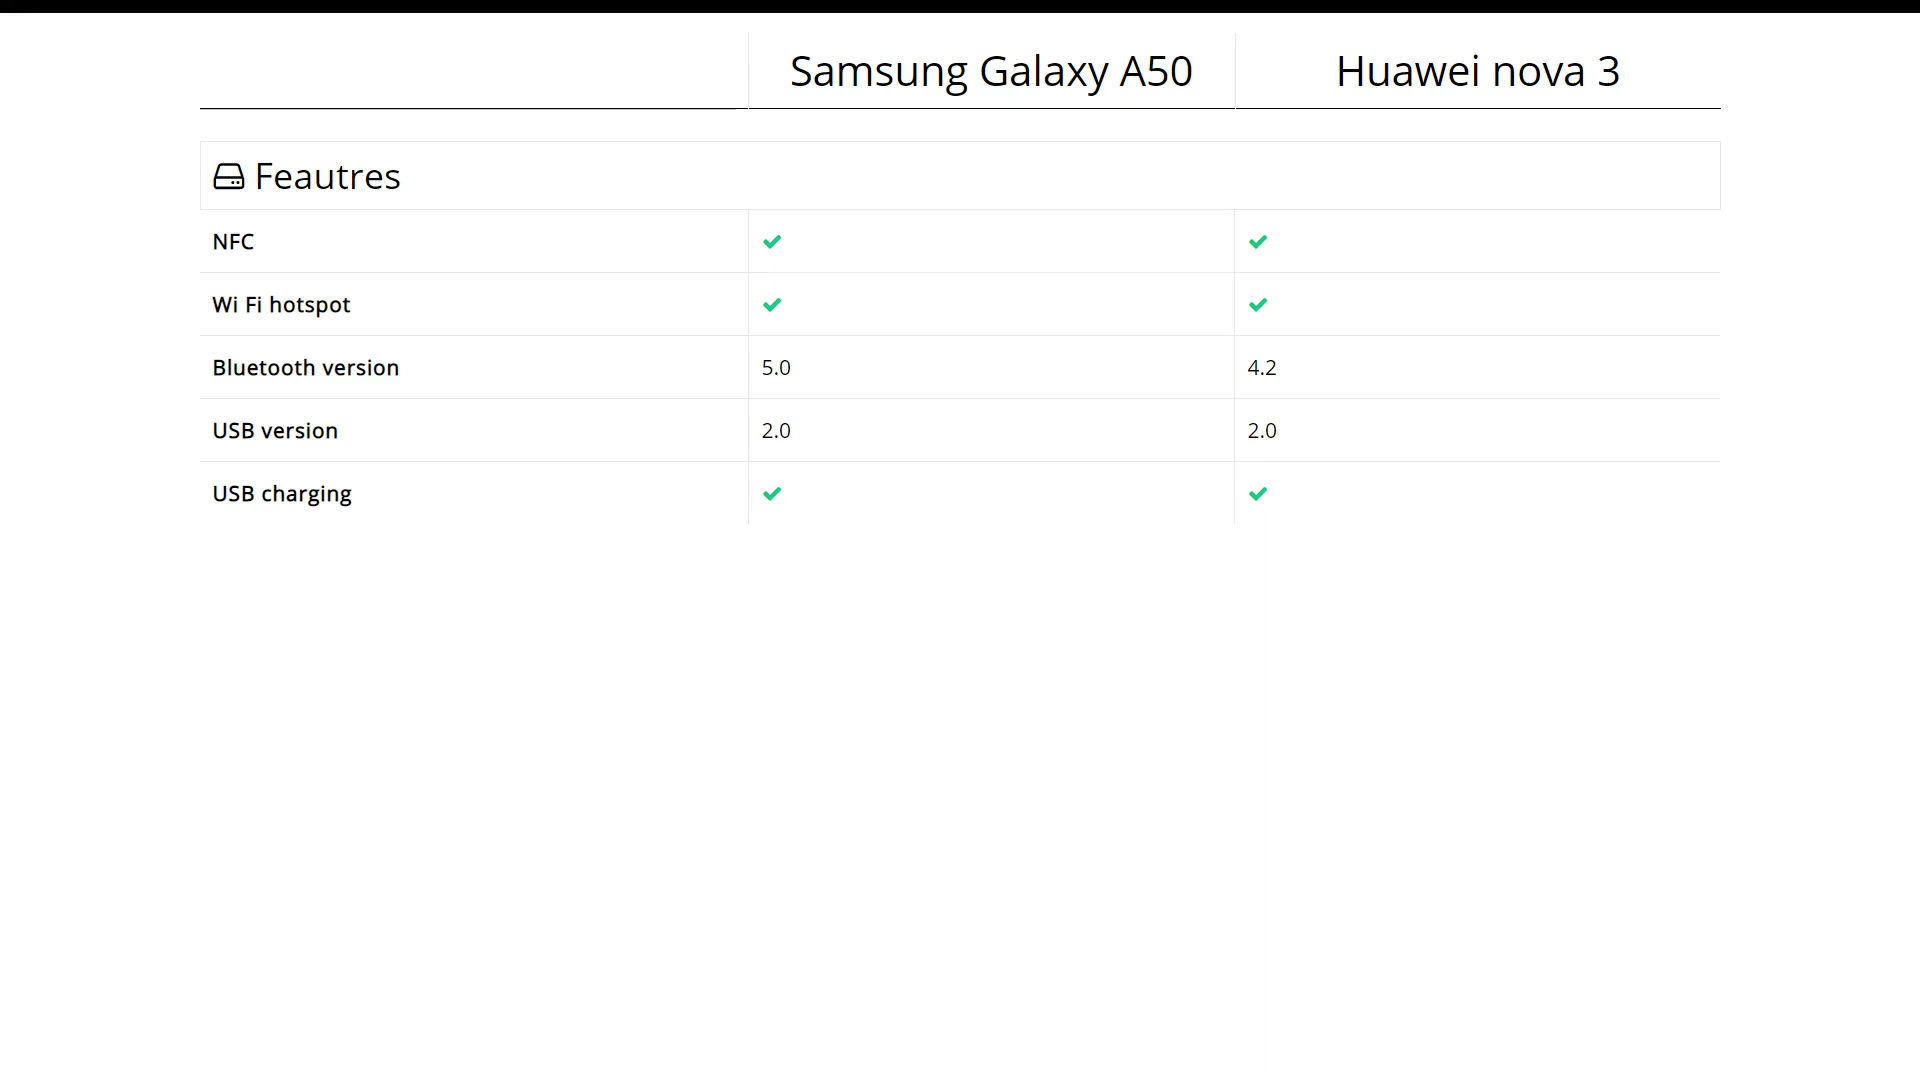 Samsung Galaxy A50 Huawei nova 3
Feautres
NFC
Wi Fi hotspot
Bluetooth version 5.0 4.2
USB version 2.0 2.0
USB charging